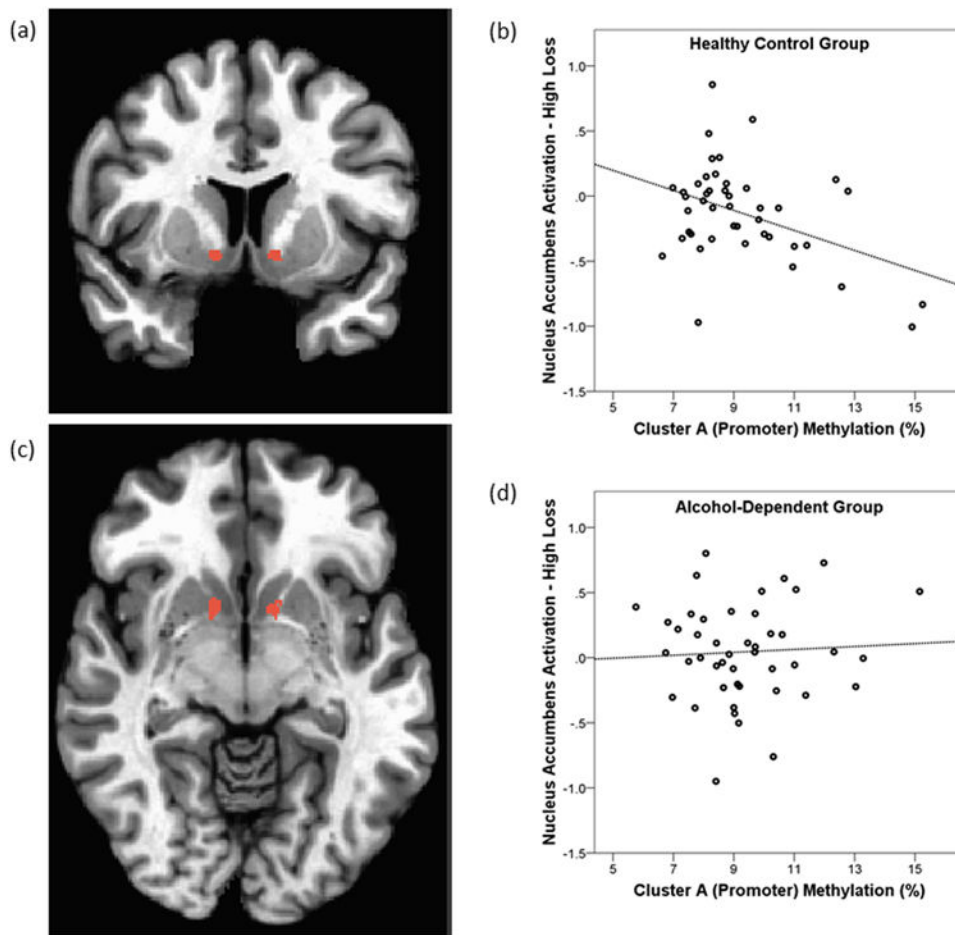 (a)
(b)
Healthy Control Group
Nucleus Accumbens Activation - High Loss
1.0
.5
.0
-.5
-1.0
-1.5
5 7 9 11 13 15
Cluster A (Promoter) Methylation (%)
(c)
(d)
Alcohol-Dependent Group
Nucleus Accumbens Activation - High Loss
1.0
.5
.0
-.5
-1.0
-1.5
5 7 9 11 13 15
Cluster A (Promoter) Methylation (%)